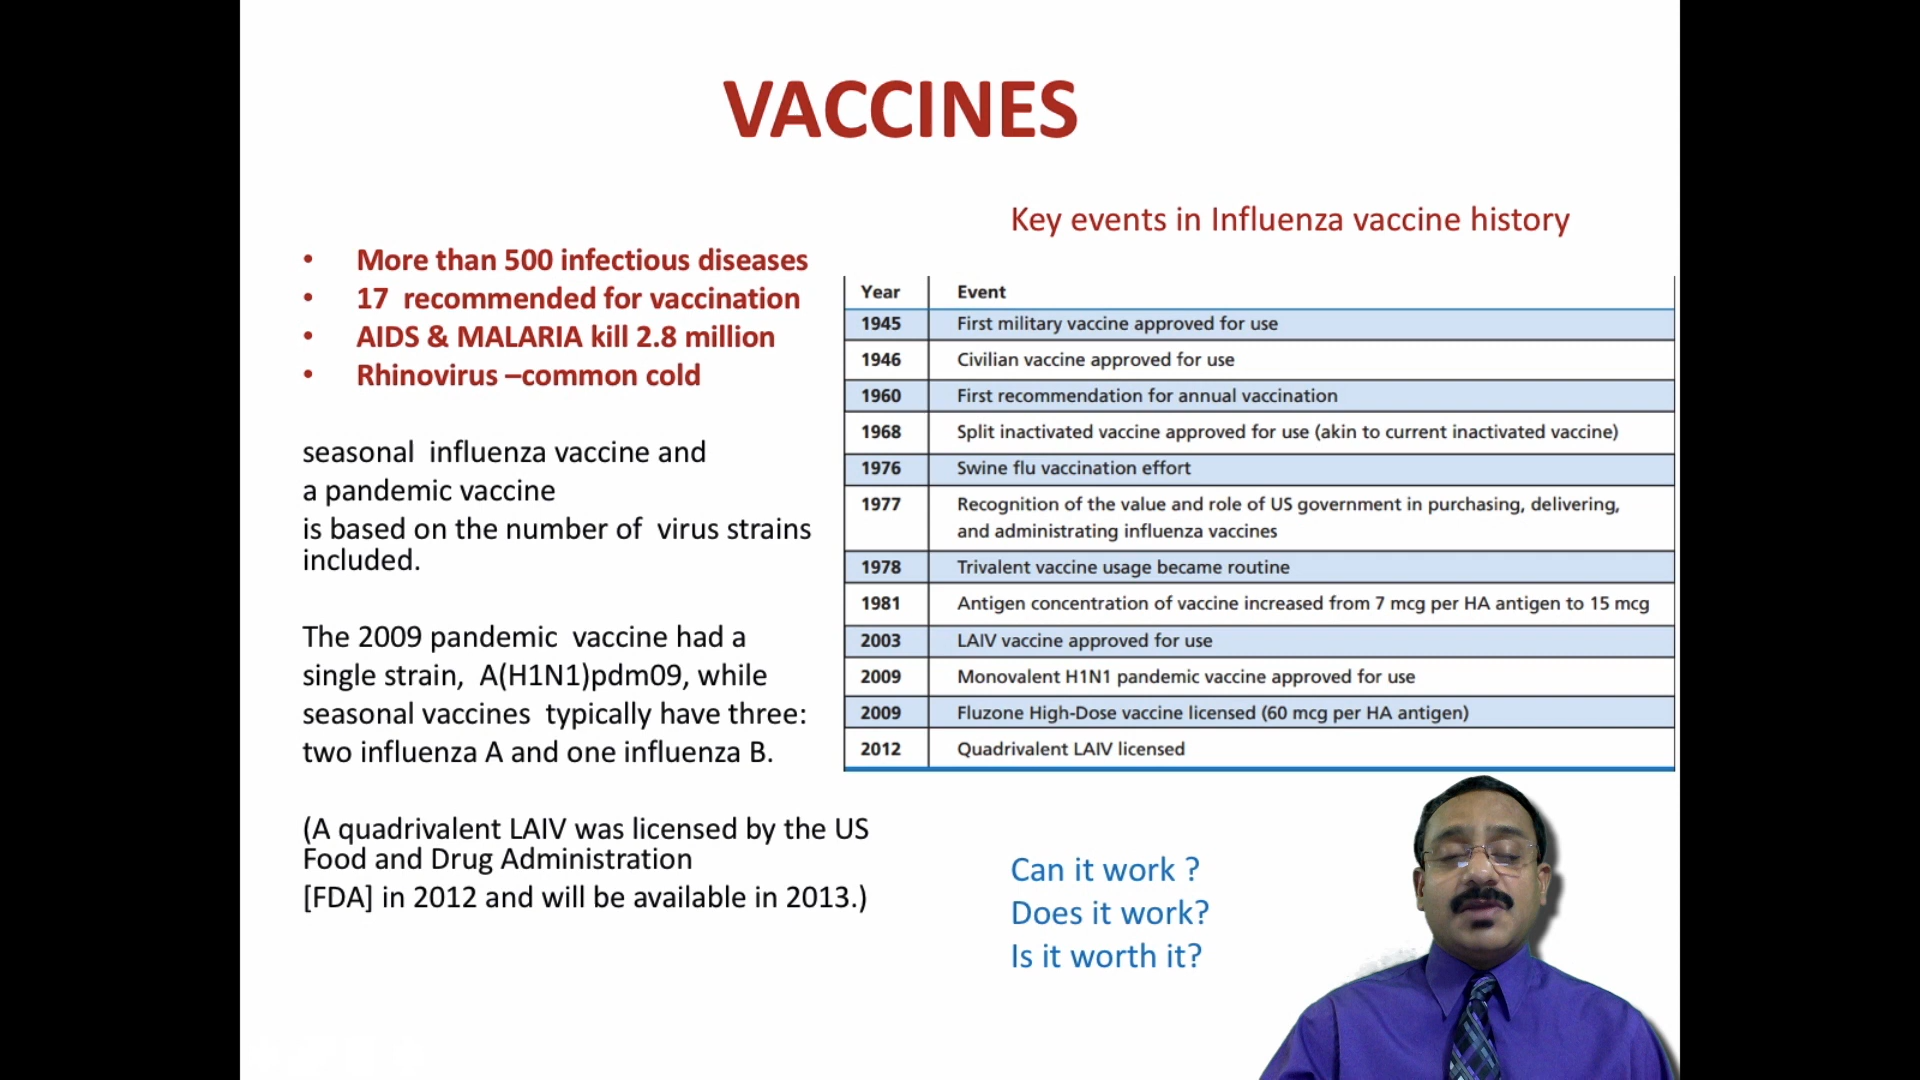 VACCINES
• More than 500 infectious diseases
• 17 recommended for vaccination
• AIDS & MALARIA kill 2.8 million
• Rhinovirus –common cold
seasonal influenza vaccine and
a pandemic vaccine
is based on the number of virus strains
included.
The 2009 pandemic vaccine had a
single strain, A(H1N1)pdm09, while
seasonal vaccines typically have three:
two influenza A and one influenza B.
(A quadrivalent LAIV was licensed by the US
Food and Drug Administration
[FDA] in 2012 and will be available in 2013.)
Key events in Influenza vaccine history
Year Event
1945 First military vaccine approved for use
1946 Civilian vaccine approved for use
1960 First recommendation for annual vaccination
1968 Split inactivated vaccine approved for use (akin to current inactivated vaccine)
1976 Swine flu vaccination effort
1977 Recognition of the value and role of US government in purchasing, delivering,
and administrating influenza vaccines
1978 Trivalent vaccine usage became routine
1981 Antigen concentration of vaccine increased from 7 mcg per HA antigen to 15 mcg
2003 LAIV vaccine approved for use
2009 Monovalent H1N1 pandemic vaccine approved for use
2009 Fluzone High-Dose vaccine licensed (60 mcg per HA antigen)
2012 Quadrivalent LAIV licensed
Can it work ?
Does it work?
Is it worth it?